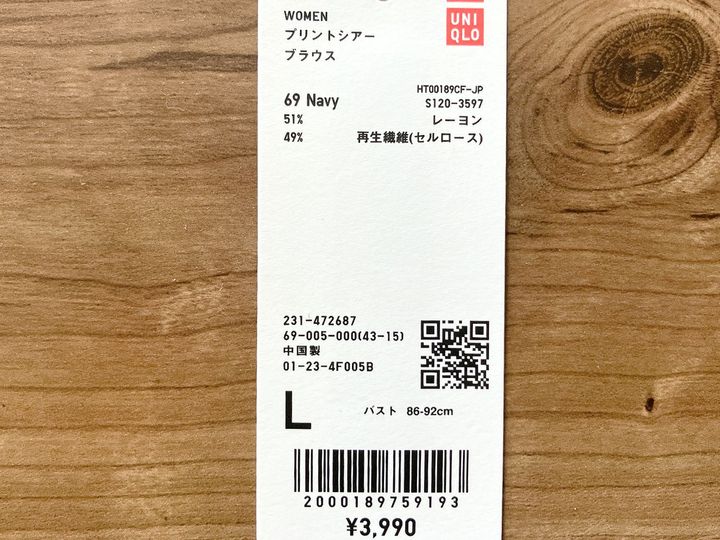 WOMEN
プリントシアー
ブラウス
UNI
QLO
69 Navy
HT00189CF-JP
S120-3597
51% レーヨン
49% 再生繊維(セルロース)
231-472687
69-005-000(43-15)
中国製
01-23-4F005B
L バスト 86-92cm
2000189759193
¥3,990